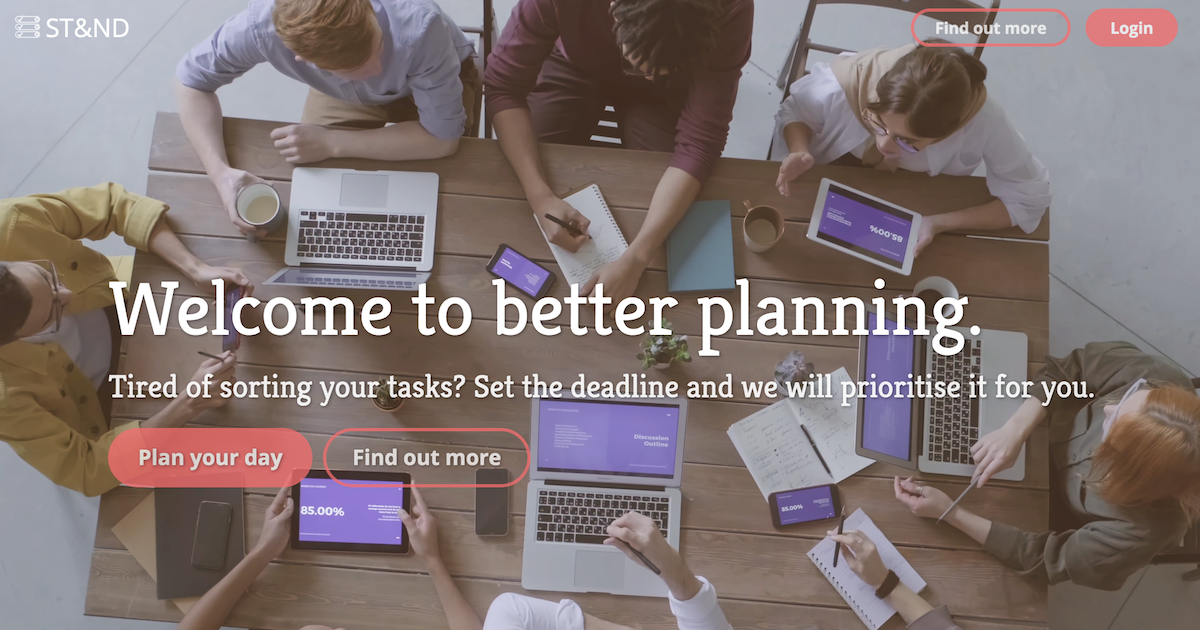 ST&ND
Find out more
Login
85.00%
Welcome to better planning.
Tired of sorting your tasks? Set the deadline and we will prioritise it for you.
Discussion
Outline
Plan your day
Find out more
85.00%
85.00%